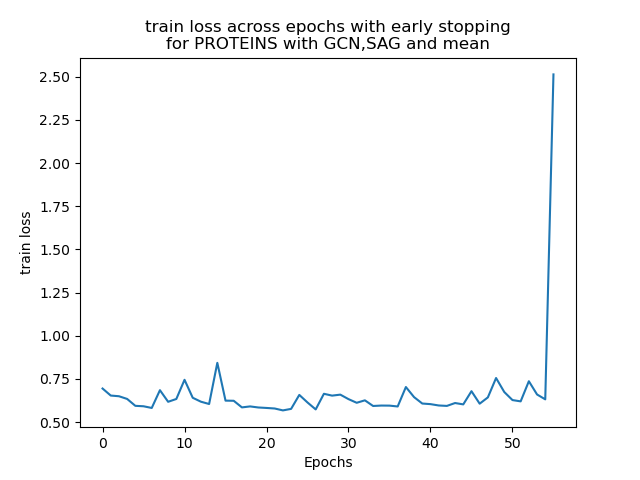 train loss across epochs with early stopping
for PROTEINS with GCN,SAG and mean
2.50
2.25
2.00
1.75
1.50
1.25
1.00
0.75
0.50
train loss
0 10 20 30 40 50
Epochs